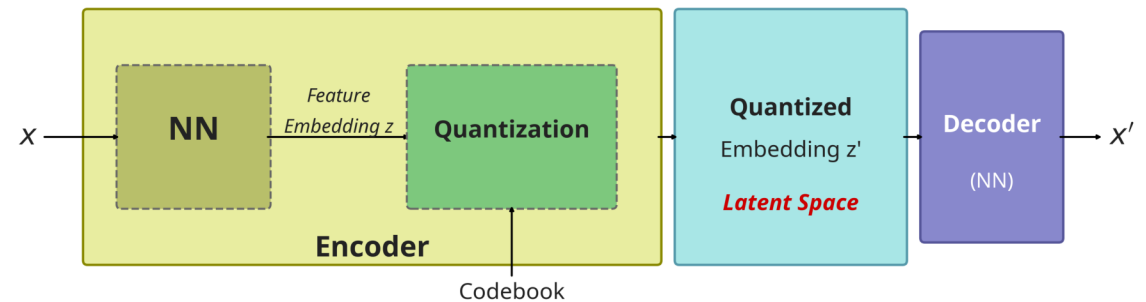 x
NN
Feature
Embedding z
Quantization
Encoder
Codebook
Quantized
Embedding z'
Latent Space
Decoder
(NN)
x'